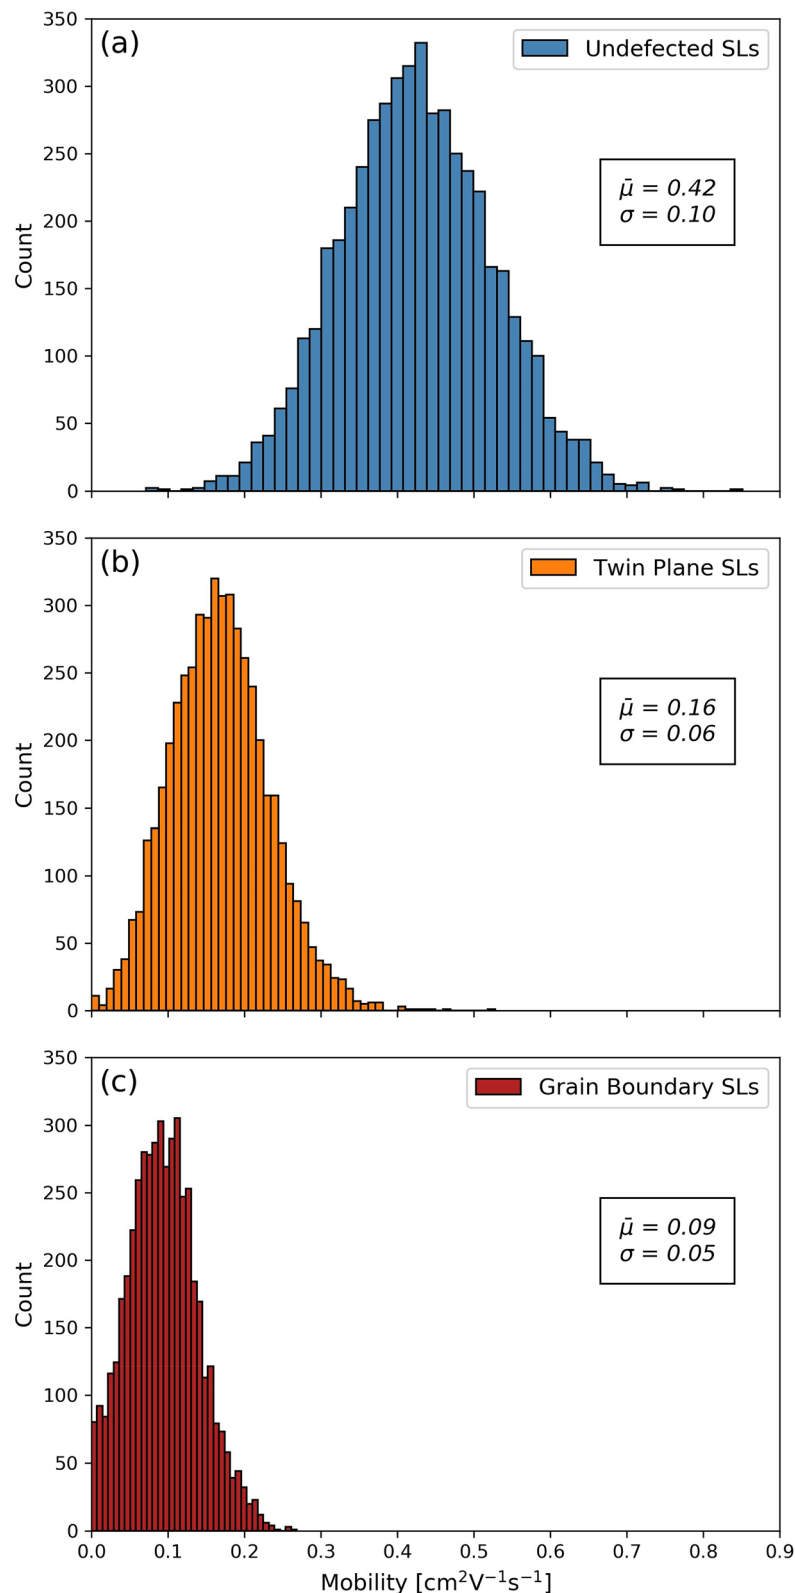 350
(a)
Undefected SLs
300
250
μ̄ = 0.42
σ = 0.10
200
Count
150
100
50
0
350
(b)
Twin Plane SLs
300
250
μ̄ = 0.16
σ = 0.06
200
Count
150
100
50
0
350
(c)
Grain Boundary SLs
300
250
μ̄ = 0.09
σ = 0.05
200
Count
150
100
50
0
0.0 0.1 0.2 0.3 0.4 0.5 0.6 0.7 0.8 0.9
Mobility [cm²V⁻¹s⁻¹]